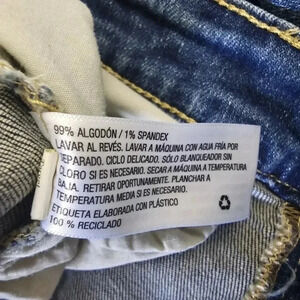 99% ALGODÓN / 1% SPANDEX
LAVAR AL REVÉS. LAVAR A MÁQUINA CON AGUA FRÍA POR
SEPARADO. CICLO DELICADO. SÓLO BLANQUEADOR SIN
CLORO SI ES NECESARIO. SECAR A MÁQUINA A TEMPERATURA
BAJA. RETIRAR OPORTUNAMENTE. PLANCHAR A
TEMPERATURA MEDIA SI ES NECESARIO.
ETIQUETA ELABORADA CON PLÁSTICO
100 % RECICLADO